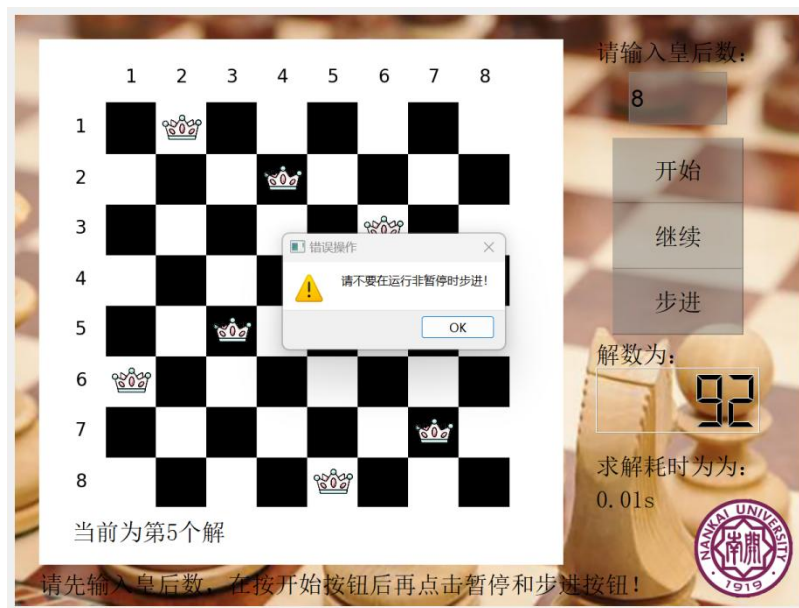 请输入皇后数:
8
1 2 3 4 5 6 7 8
1
2
3
4
5
6
7
8
错误操作
请不要在运行非暂停时步进!
OK
开始
继续
步进
解数为:
92
求解耗时为为:
0.01s
当前为第5个解
请先输入皇后数,在按开始按钮后再点击暂停和步进按钮!
NANKAI UNIVERSITY
南開
·1919·